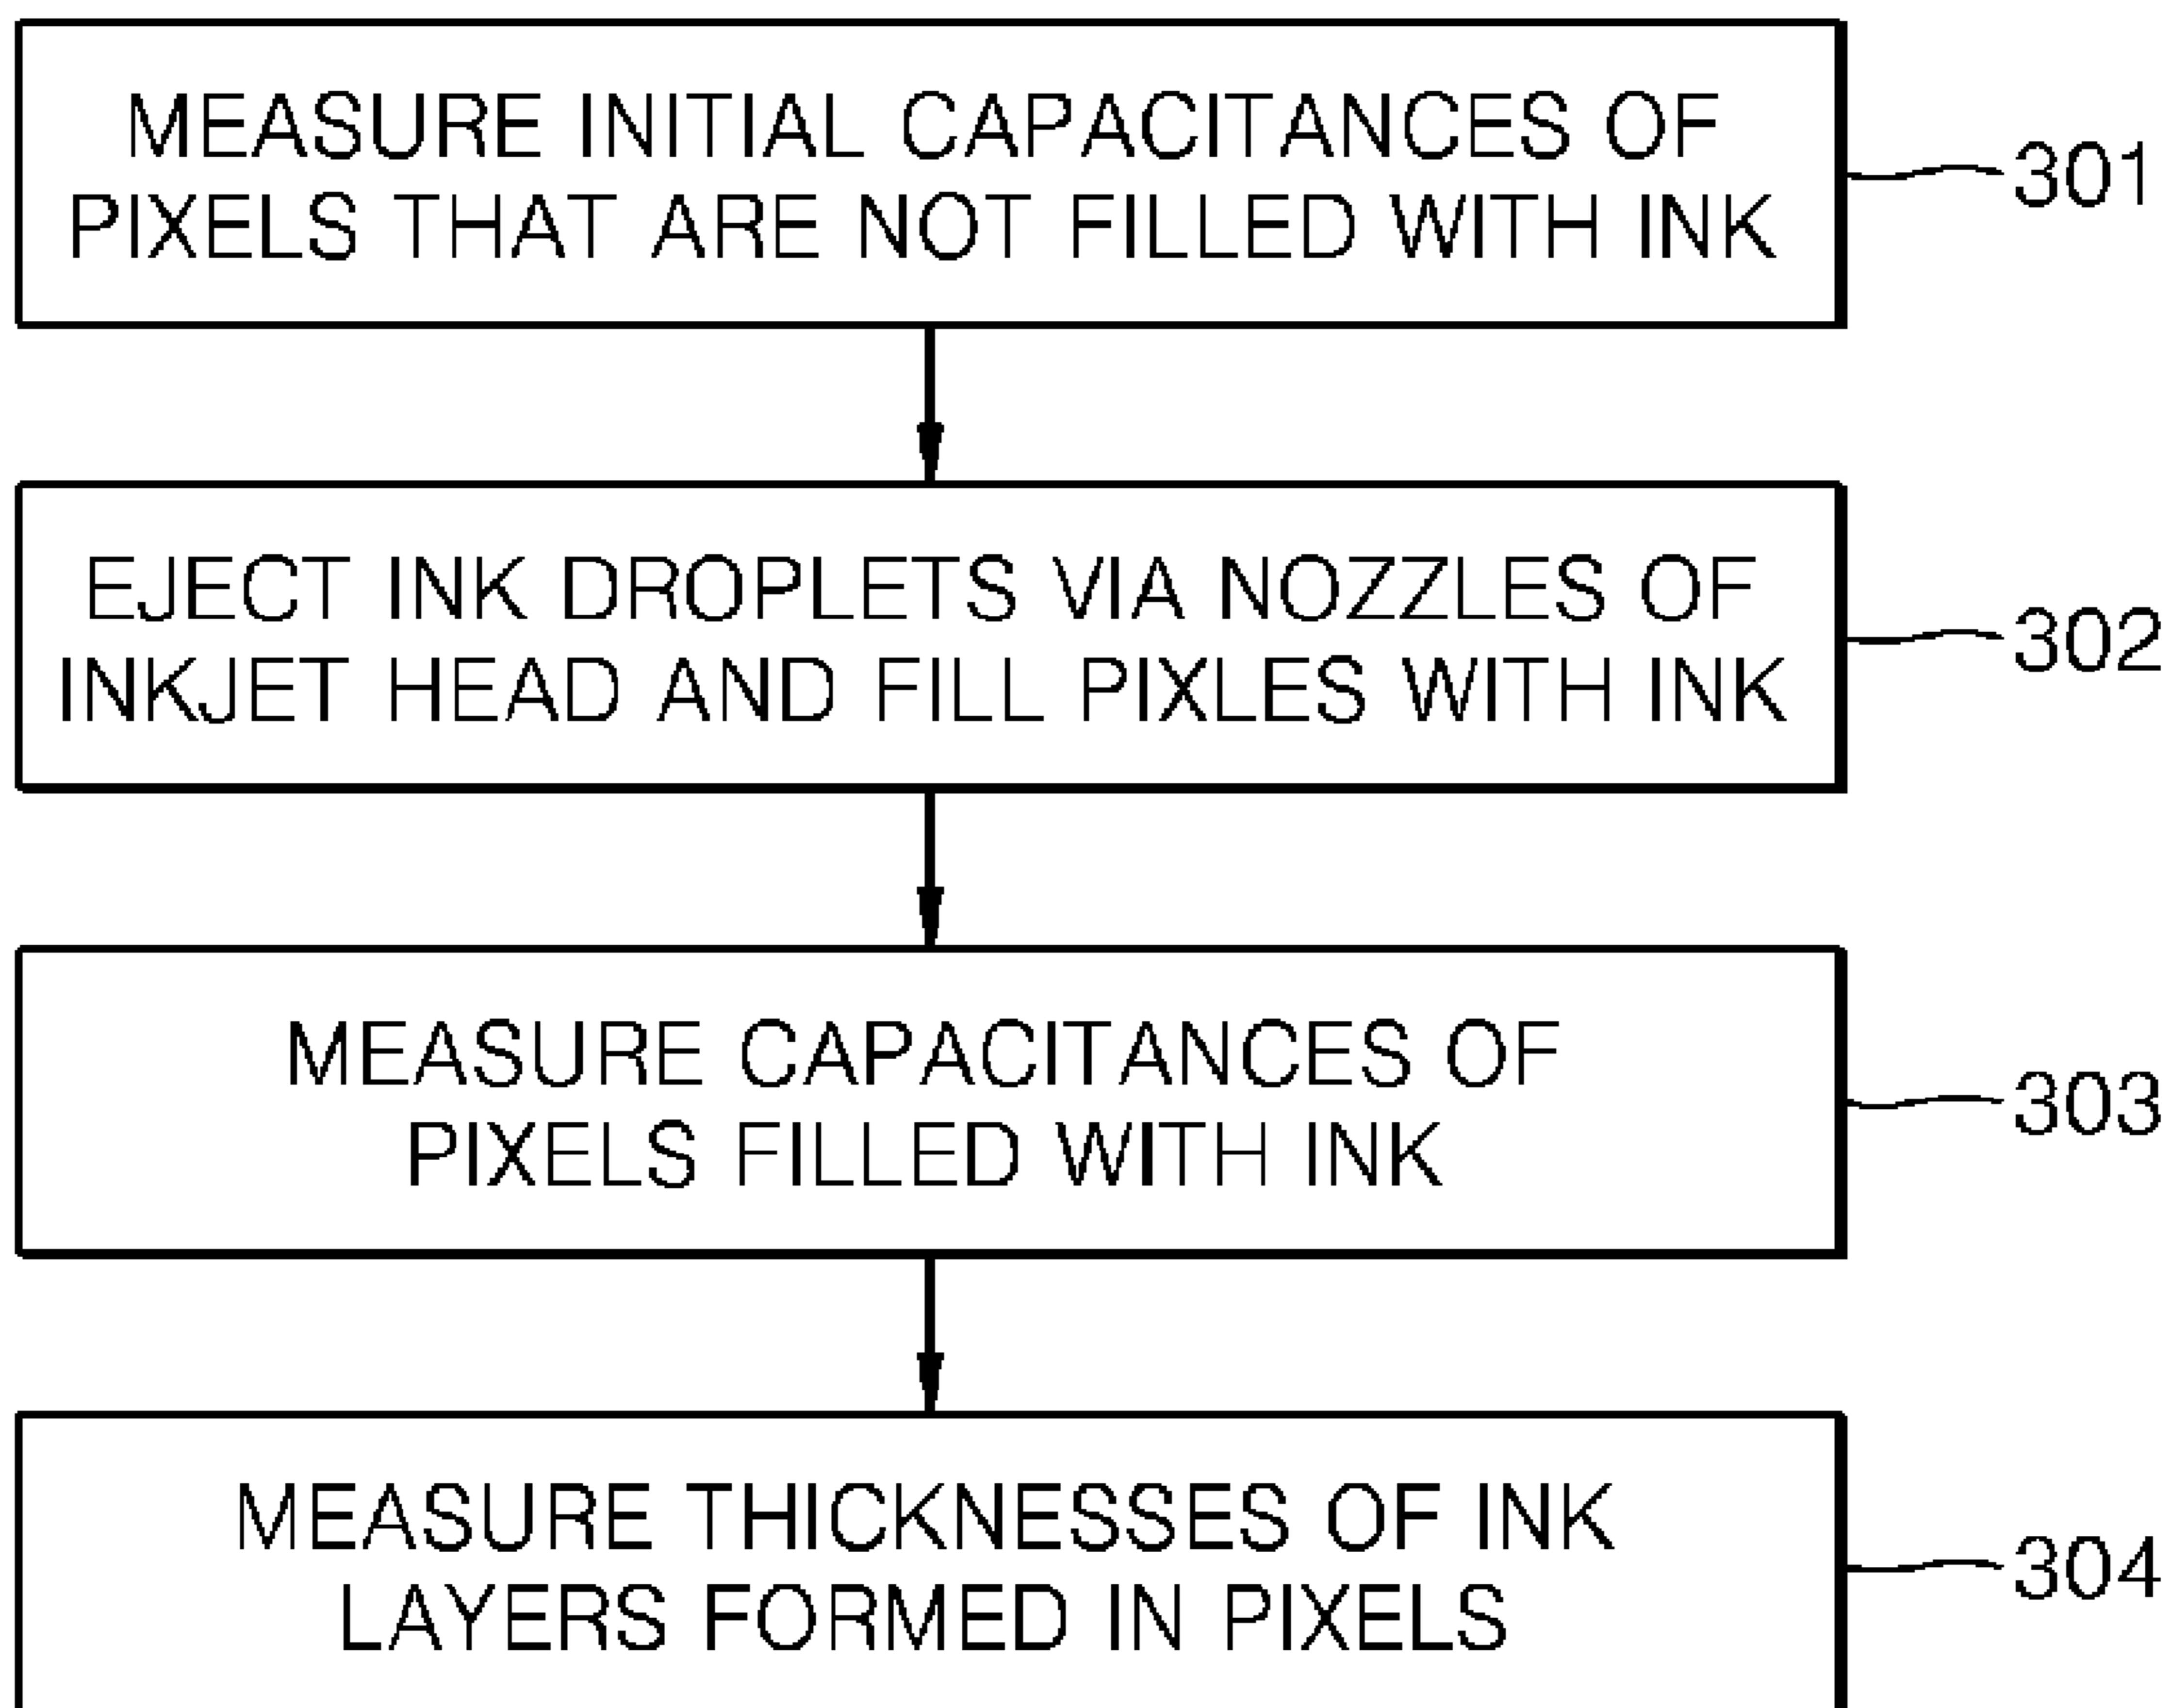 MEASURE INITIAL CAPACITANCES OF
PIXELS THAT ARE NOT FILLED WITH INK
301
EJECT INK DROPLETS VIA NOZZLES OF
INKJET HEAD AND FILL PIXLES WITH INK
302
MEASURE CAPACITANCES OF
PIXELS FILLED WITH INK
303
MEASURE THICKNESSES OF INK
LAYERS FORMED IN PIXELS
304